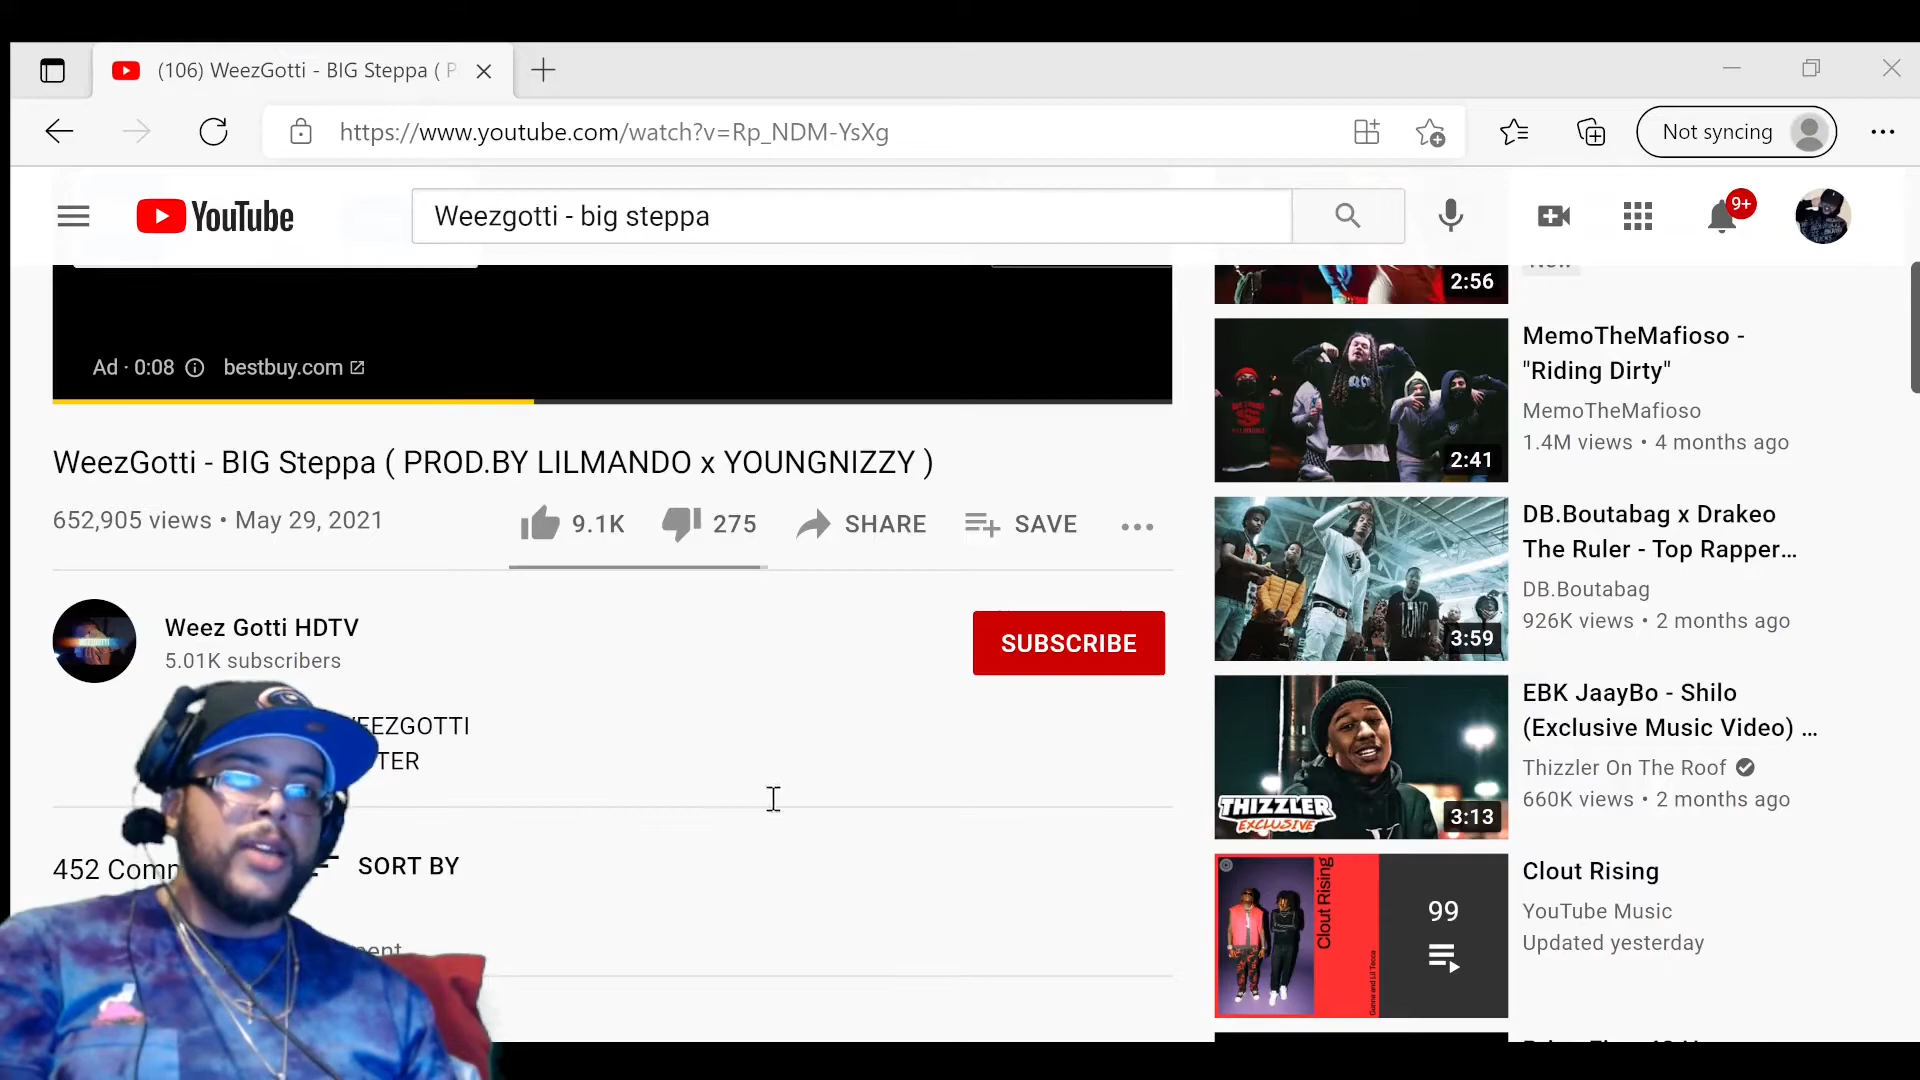 (106) WeezGotti - BIG Steppa ( P
https://www.youtube.com/watch?v=Rp_NDM-YsXg
Not syncing
YouTube
Weezgotti - big steppa
9+
Ad · 0:08
bestbuy.com
WeezGotti - BIG Steppa ( PROD.BY LILMANDO x YOUNGNIZZY )
652,905 views • May 29, 2021
9.1K
275
SHARE
SAVE
Weez Gotti HDTV
5.01K subscribers
SUBSCRIBE
EEZGOTTI
TER
452 Comm
SORT BY
2:56
MemoTheMafioso -
"Riding Dirty"
MemoTheMafioso
1.4M views • 4 months ago
2:41
DB.Boutabag x Drakeo
The Ruler - Top Rapper...
DB.Boutabag
926K views • 2 months ago
3:59
EBK JaayBo - Shilo
(Exclusive Music Video) ...
Thizzler On The Roof
660K views • 2 months ago
THIZZLER
EXCLUSIVE
3:13
Clout Rising
YouTube Music
Updated yesterday
Clout Rising
Gunna and Lil Tecca
99